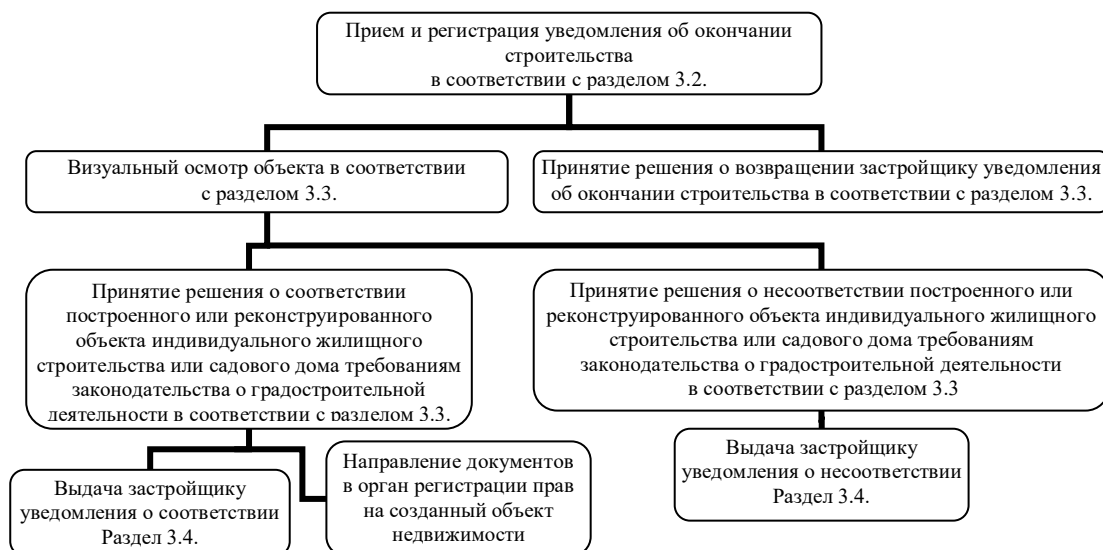 Прием и регистрация уведомления об окончании
строительства
в соответствии с разделом 3.2.
Визуальный осмотр объекта в соответствии
с разделом 3.3.
Принятие решения о возвращении застройщику уведомления
об окончании строительства в соответствии с разделом 3.3.
Принятие решения о соответствии
построенного или реконструированного
объекта индивидуального жилищного
строительства или садового дома требованиям
законодательства о градостроительной
деятельности в соответствии с разделом 3.3.
Принятие решения о несоответствии построенного или
реконструированного объекта индивидуального жилищного
строительства или садового дома требованиям
законодательства о градостроительной деятельности
в соответствии с разделом 3.3
Выдача застройщику
уведомления о соответствии
Раздел 3.4.
Направление документов
в орган регистрации прав
на созданный объект
недвижимости
Выдача застройщику
уведомления о несоответствии
Раздел 3.4.